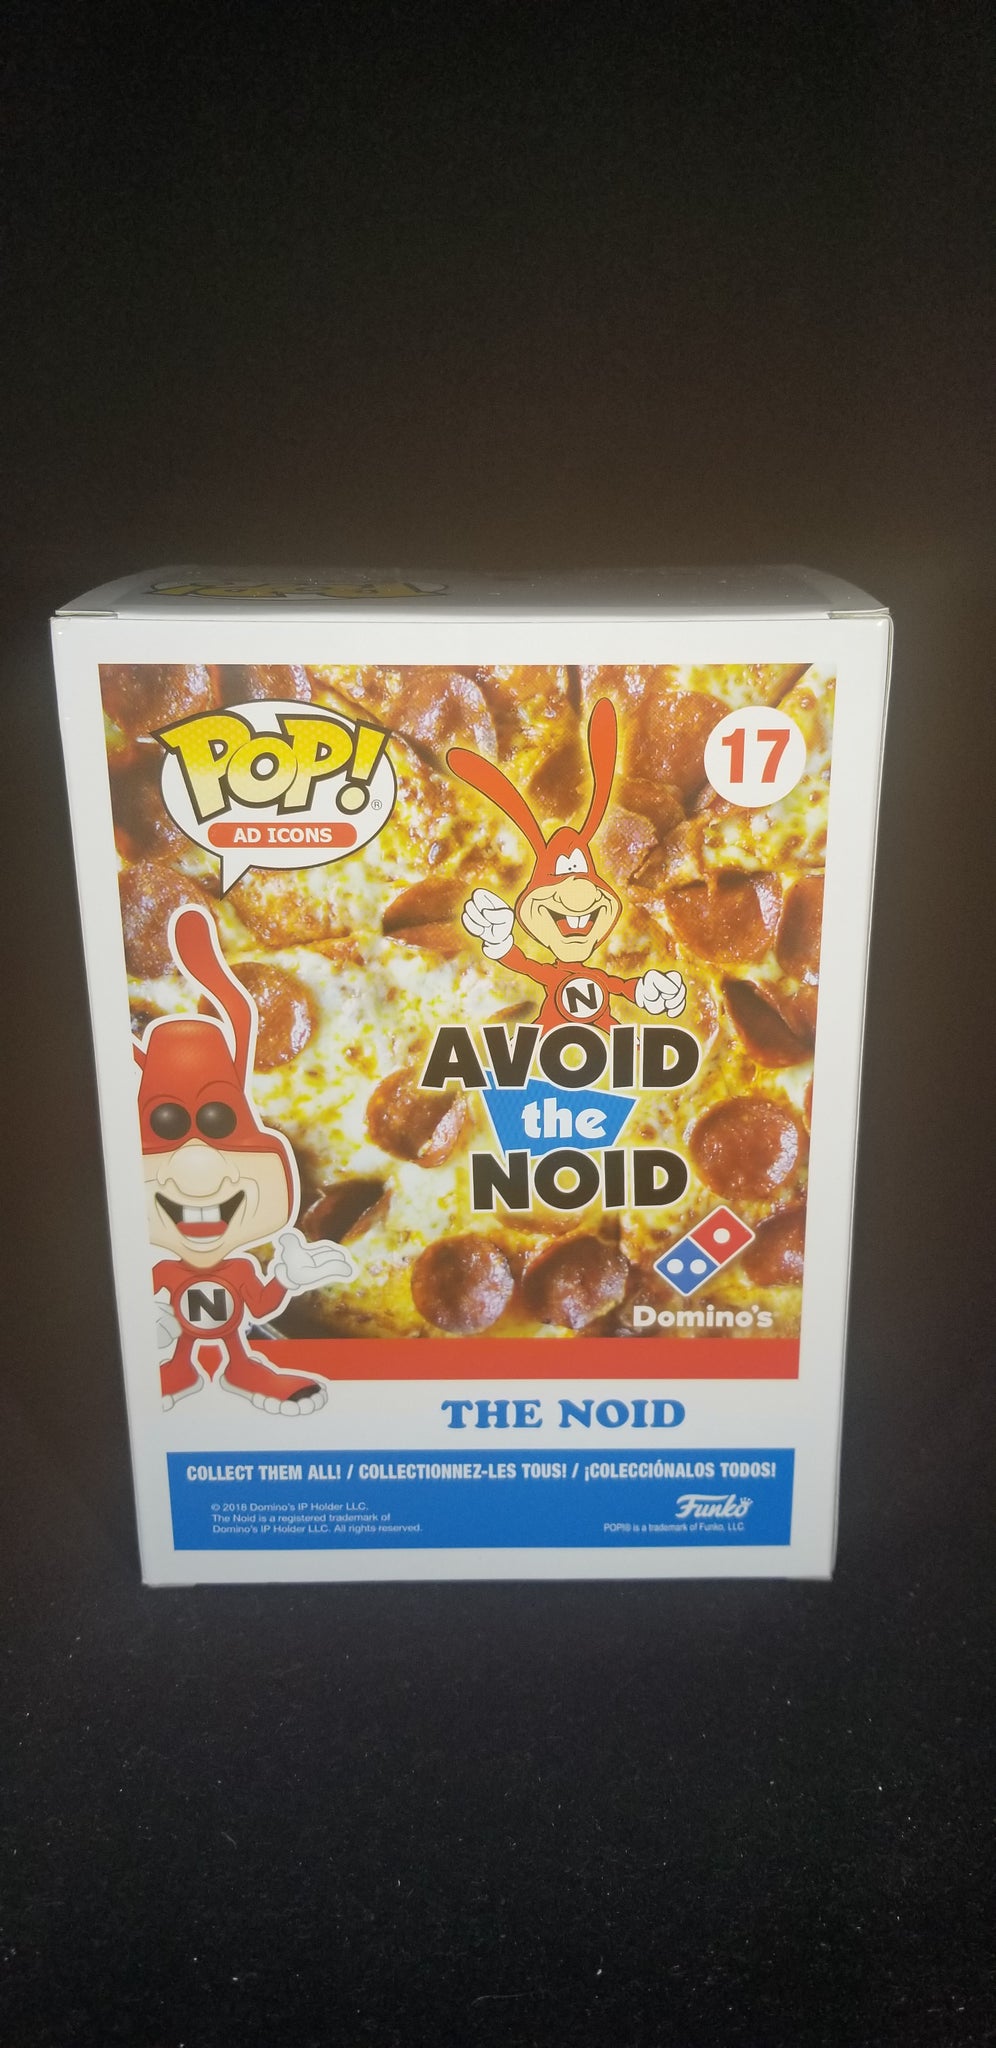 POP!
POP!®
AD ICONS
17
N
AVOID
the
NOID
N
Domino's
THE NOID
COLLECT THEM ALL! / COLLECTIONNEZ-LES TOUS! / ¡COLECCIÓNALOS TODOS!
© 2018 Domino's IP Holder LLC.
The Noid is a registered trademark of
Domino's IP Holder LLC. All rights reserved.
Funko
POP!® is a trademark of Funko, LLC